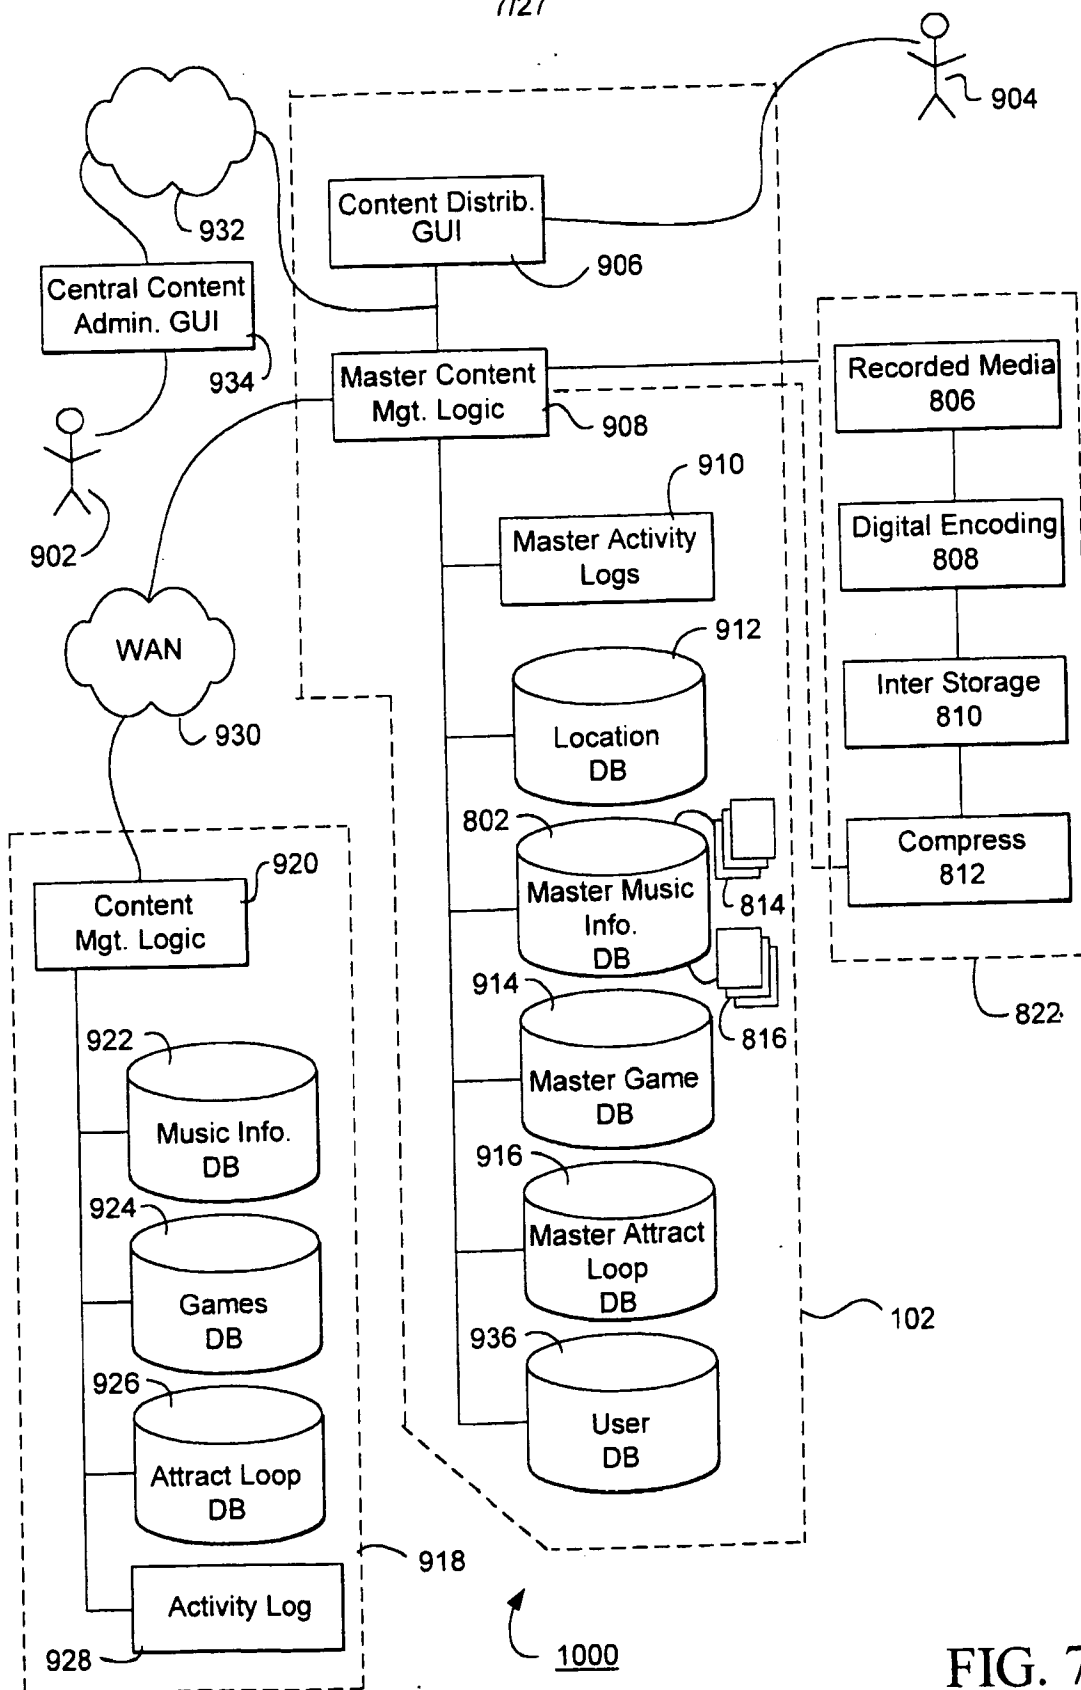 7/27
904
932
Content Distrib.
GUI
906
Central Content
Admin. GUI
934
Master Content
Mgt. Logic
908
Recorded Media
806
902
910
Master Activity
Logs
Digital Encoding
808
WAN
930
912
Location
DB
Inter Storage
810
802
Master Music
Info.
DB
814
816
Compress
812
822
920
Content
Mgt. Logic
914
Master Game
DB
922
Music Info.
DB
916
Master Attract
Loop
DB
924
Games
DB
102
936
User
DB
926
Attract Loop
DB
918
Activity Log
928
1000
FIG. 7